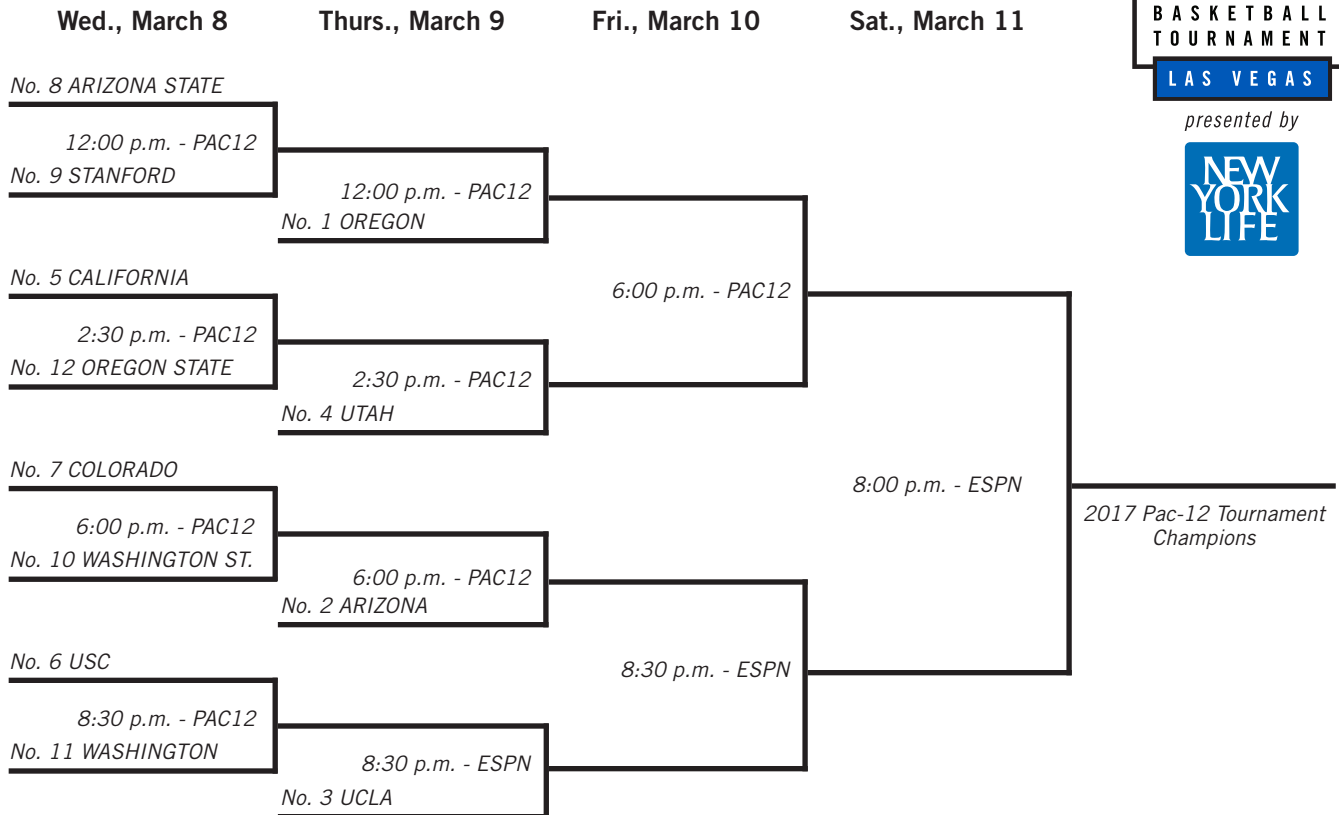 Wed., March 8
Thurs., March 9
Fri., March 10
Sat., March 11
BASKETBALL
TOURNAMENT
LAS VEGAS
presented by
NEW
YORK
LIFE
No. 8 ARIZONA STATE
12:00 p.m. - PAC12
No. 9 STANFORD
12:00 p.m. - PAC12
No. 1 OREGON
No. 5 CALIFORNIA
2:30 p.m. - PAC12
No. 12 OREGON STATE
2:30 p.m. - PAC12
No. 4 UTAH
6:00 p.m. - PAC12
No. 7 COLORADO
6:00 p.m. - PAC12
No. 10 WASHINGTON ST.
6:00 p.m. - PAC12
No. 2 ARIZONA
No. 6 USC
8:30 p.m. - PAC12
No. 11 WASHINGTON
8:30 p.m. - ESPN
No. 3 UCLA
8:30 p.m. - ESPN
8:00 p.m. - ESPN
2017 Pac-12 Tournament
Champions